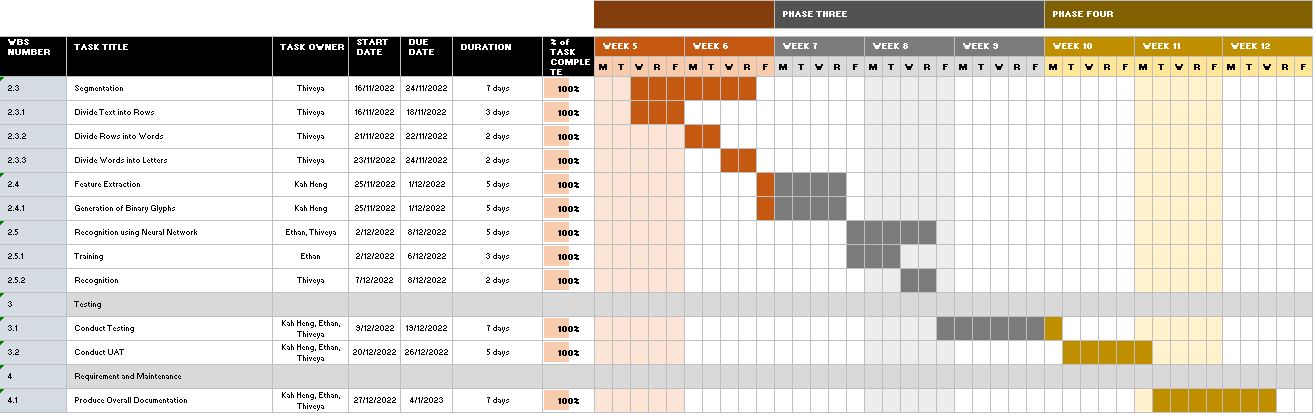 PHASE THREE PHASE FOUR
WBS NUMBER TASK TITLE TASK OWNER START DATE DUE DATE DURATION % of TASK COMPLETE WEEK 5 WEEK 6 WEEK 7 WEEK 8 WEEK 9 WEEK 10 WEEK 11 WEEK 12
M T W R F M T W R F M T W R F M T W R F M T W R F M T W R F M T W R F M T W R F
2.3 Segmentation Thiveya 16/11/2022 24/11/2022 7 days 100%
2.3.1 Divide Text into Rows Thiveya 16/11/2022 18/11/2022 3 days 100%
2.3.2 Divide Rows into Words Thiveya 21/11/2022 22/11/2022 2 days 100%
2.3.3 Divide Words into Letters Thiveya 23/11/2022 24/11/2022 2 days 100%
2.4 Feature Extraction Kah Heng 25/11/2022 1/12/2022 5 days 100%
2.4.1 Generation of Binary Glyphs Kah Heng 25/11/2022 1/12/2022 5 days 100%
2.5 Recognition using Neural Network Ethan, Thiveya 2/12/2022 8/12/2022 5 days 100%
2.5.1 Training Ethan 2/12/2022 6/12/2022 3 days 100%
2.5.2 Recognition Thiveya 7/12/2022 8/12/2022 2 days 100%
3 Testing
3.1 Conduct Testing Kah Heng, Ethan, Thiveya 9/12/2022 19/12/2022 7 days 100%
3.2 Conduct UAT Kah Heng, Ethan, Thiveya 20/12/2022 26/12/2022 5 days 100%
4 Requirement and Maintenance
4.1 Produce Overall Documentation Kah Heng, Ethan, Thiveya 27/12/2022 4/1/2023 7 days 100%